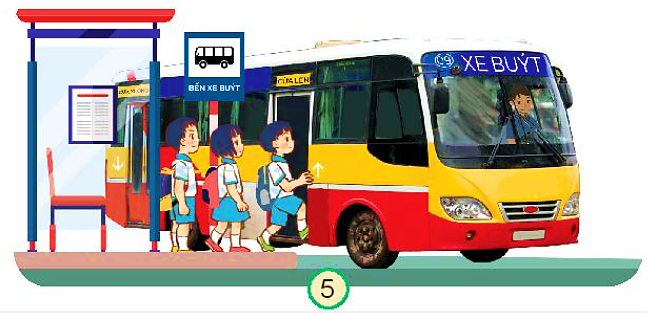 09 XE BUÝT
BẾN XE BUÝT
CỬA LÊN
5